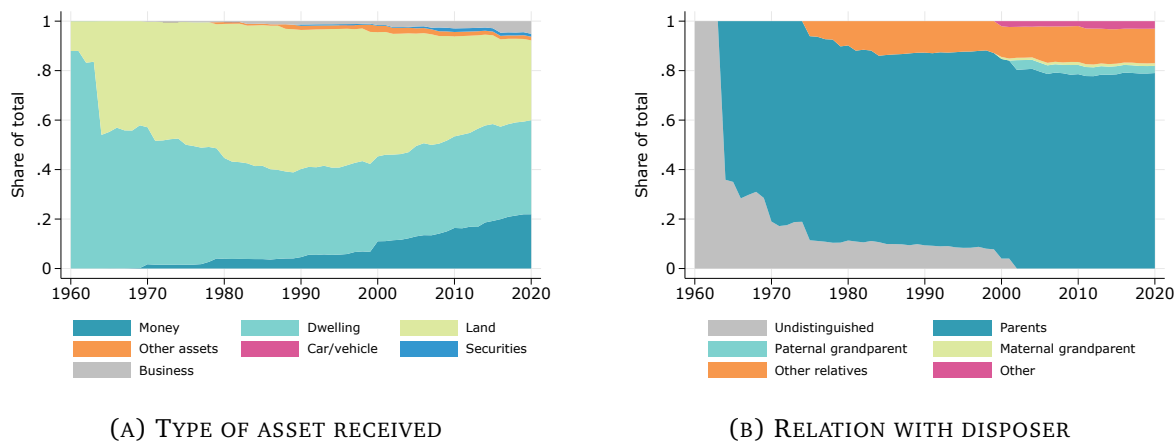 Share of total
1
.8
.6
.4
.2
0
1960 1970 1980 1990 2000 2010 2020
Money Dwelling Land
Other assets Car/vehicle Securities
Business
(A) TYPE OF ASSET RECEIVED
Share of total
1
.8
.6
.4
.2
0
1960 1970 1980 1990 2000 2010 2020
Undistinguished Parents
Paternal grandparent Maternal grandparent
Other relatives Other
(B) RELATION WITH DISPOSER